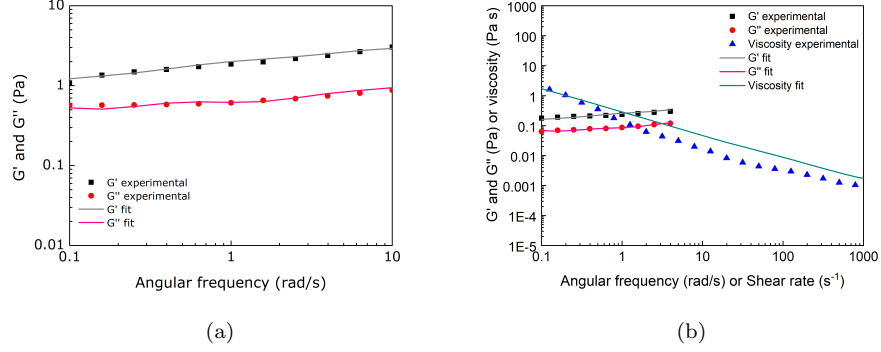 10
1
0.1
0.01
0.1
1
10
G' and G'' (Pa)
G' experimental
G'' experimental
G' fit
G'' fit
Angular frequency (rad/s)
(a)
1000
100
10
1
0.1
0.01
0.001
1E-4
1E-5
0.1
1
10
100
1000
G' and G'' (Pa) or viscosity (Pa s)
G' experimental
G'' experimental
Viscosity experimental
G' fit
G'' fit
Viscosity fit
Angular frequency (rad/s) or Shear rate (s⁻¹)
(b)